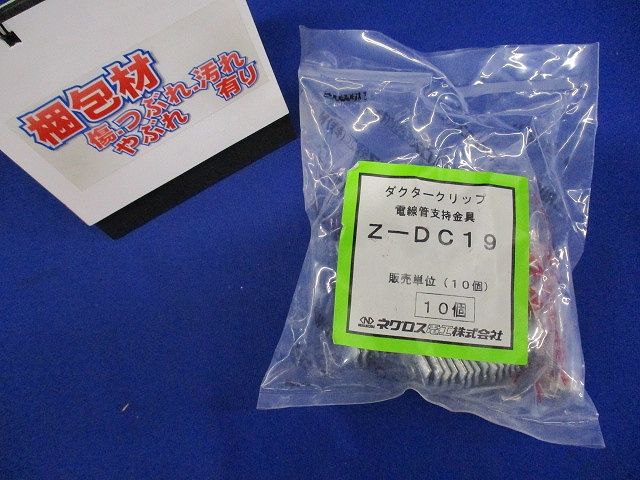 梱包材
傷・つぶれ・汚れ
やぶれ 有り
ダクタークリップ
電線管支持金具
Z－DC19
販売単位（10個）
10個
ネグロス電工株式会社